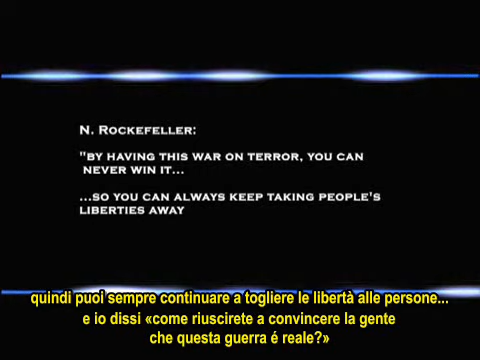 N. ROCKEFELLER:
"BY HAVING THIS WAR ON TERROR, YOU CAN
NEVER WIN IT...
...SO YOU CAN ALWAYS KEEP TAKING PEOPLE'S
LIBERTIES AWAY
quindi puoi sempre continuare a togliere le libertà alle persone...
e io dissi «come riuscirete a convincere la gente
che questa guerra é reale?»